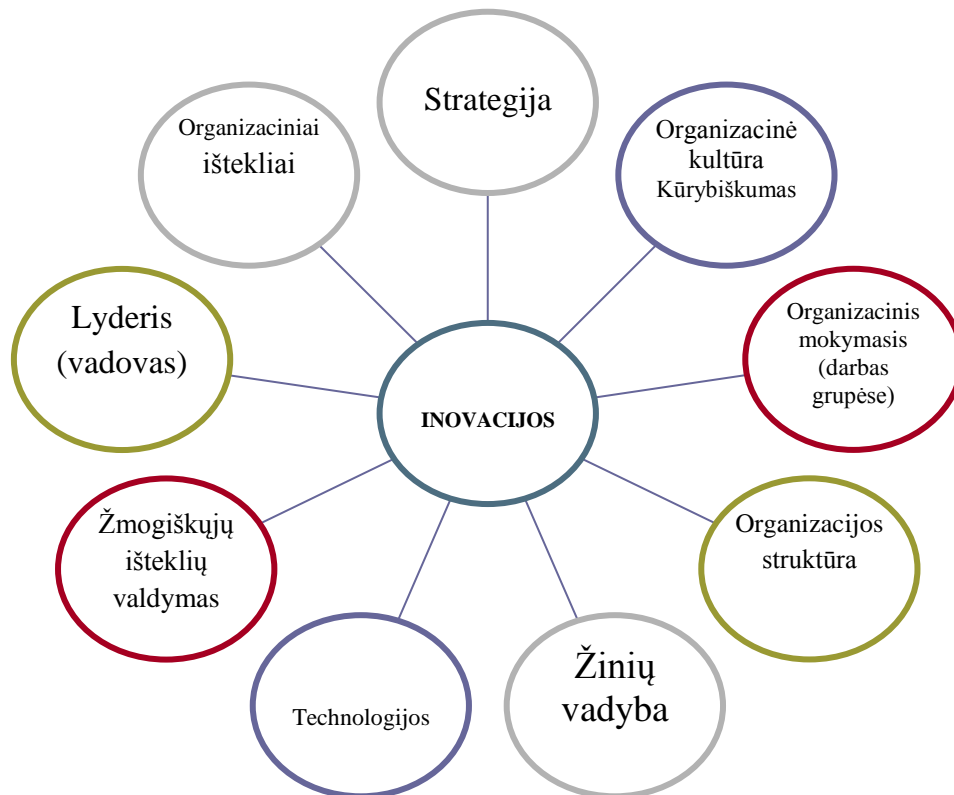 Strategija
Organizacinė
kultūra
Kūrybiškumas
Organizacinis
mokymasis
(darbas
grupėse)
Organizacijos
struktūra
Žinių
vadyba
Technologijos
Žmogiškųjų
išteklių
valdymas
Lyderis
(vadovas)
Organizaciniai
ištekliai
INOVACIJOS